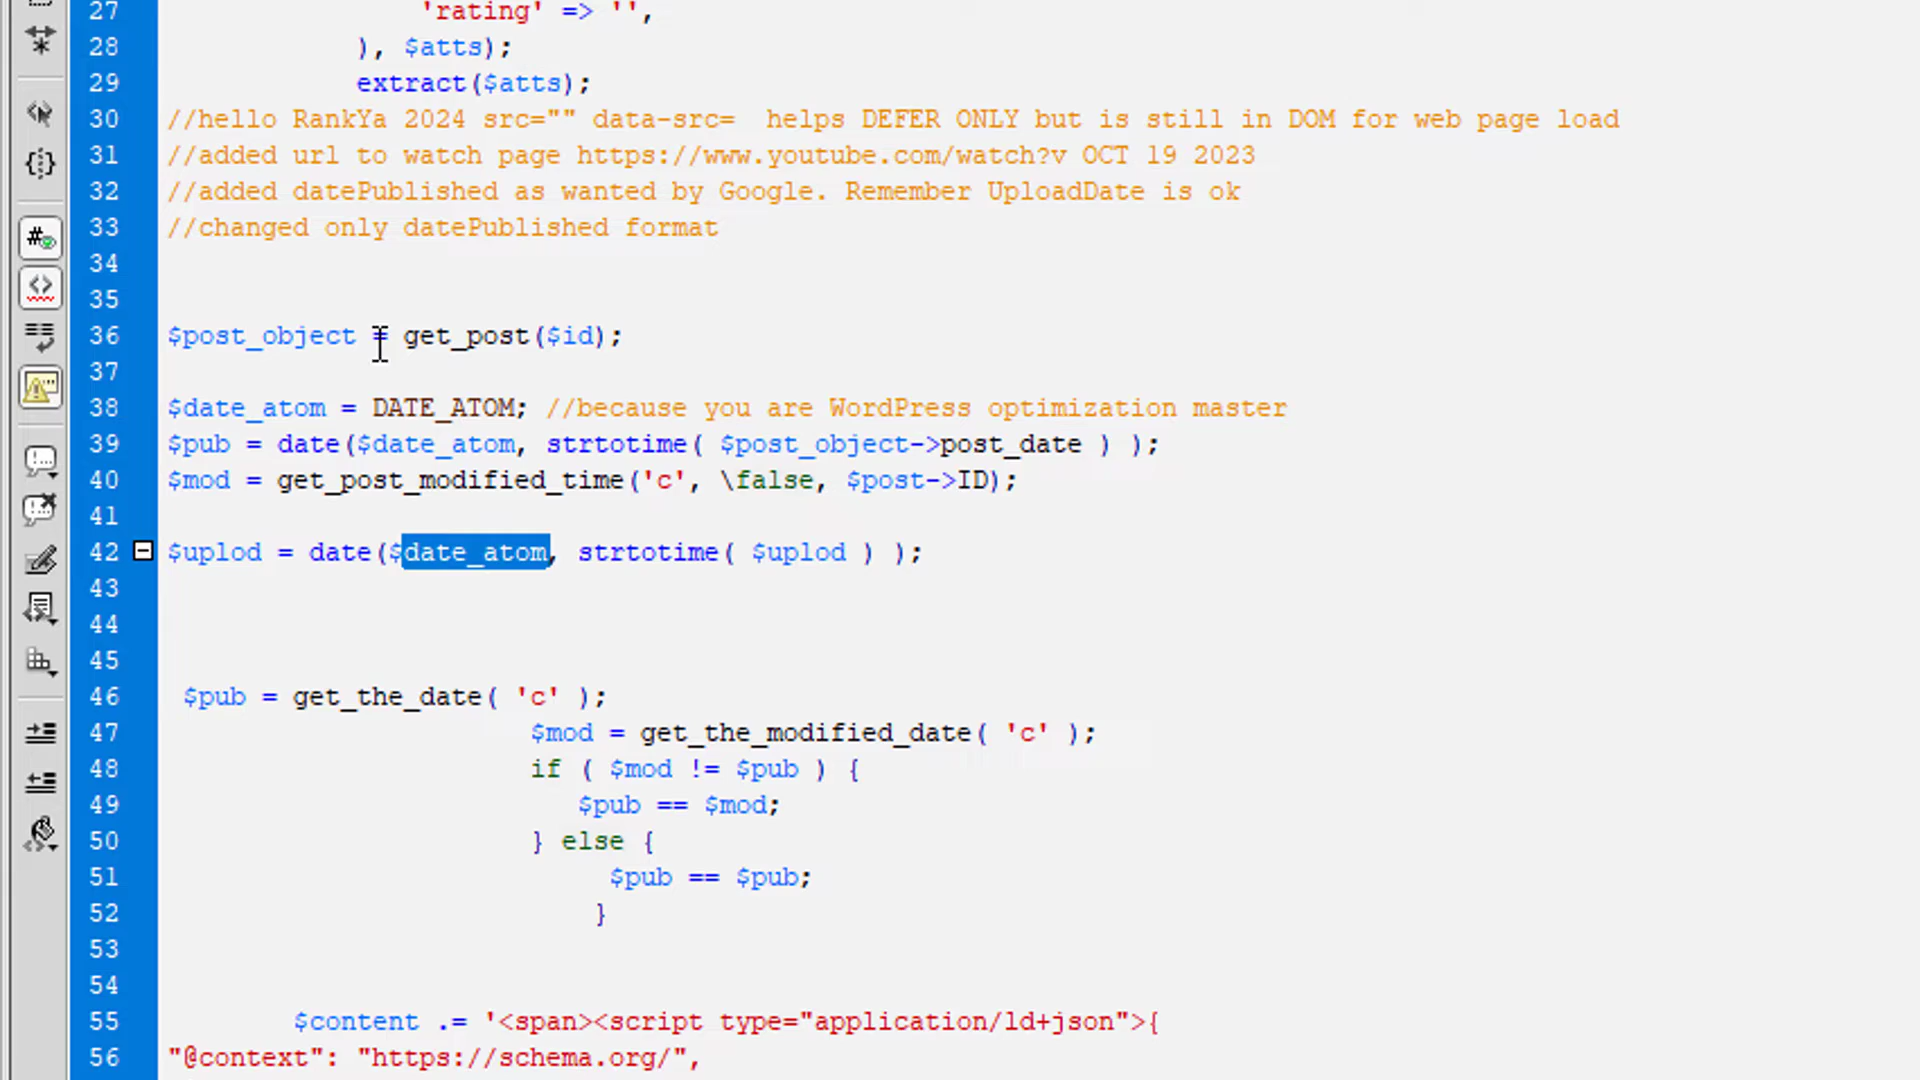 27 'rating' => '',
28 ), $atts);
29 extract($atts);
30 //hello RankYa 2024 src="" data-src=  helps DEFER ONLY but is still in DOM for web page load
31 //added url to watch page https://www.youtube.com/watch?v OCT 19 2023
32 //added datePublished as wanted by Google. Remember UploadDate is ok
33 //changed only datePublished format
34
35
36 $post_object = get_post($id);
37
38 $date_atom = DATE_ATOM; //because you are WordPress optimization master
39 $pub = date($date_atom, strtotime( $post_object->post_date ) );
40 $mod = get_post_modified_time('c', \false, $post->ID);
41
42 $uplod = date($date_atom, strtotime( $uplod ) );
43
44
45
46 $pub = get_the_date( 'c' );
47 $mod = get_the_modified_date( 'c' );
48 if ( $mod != $pub ) {
49 $pub == $mod;
50 } else {
51 $pub == $pub;
52 }
53
54
55 $content .= '<span><script type="application/ld+json">{
56 "@context": "https://schema.org/",